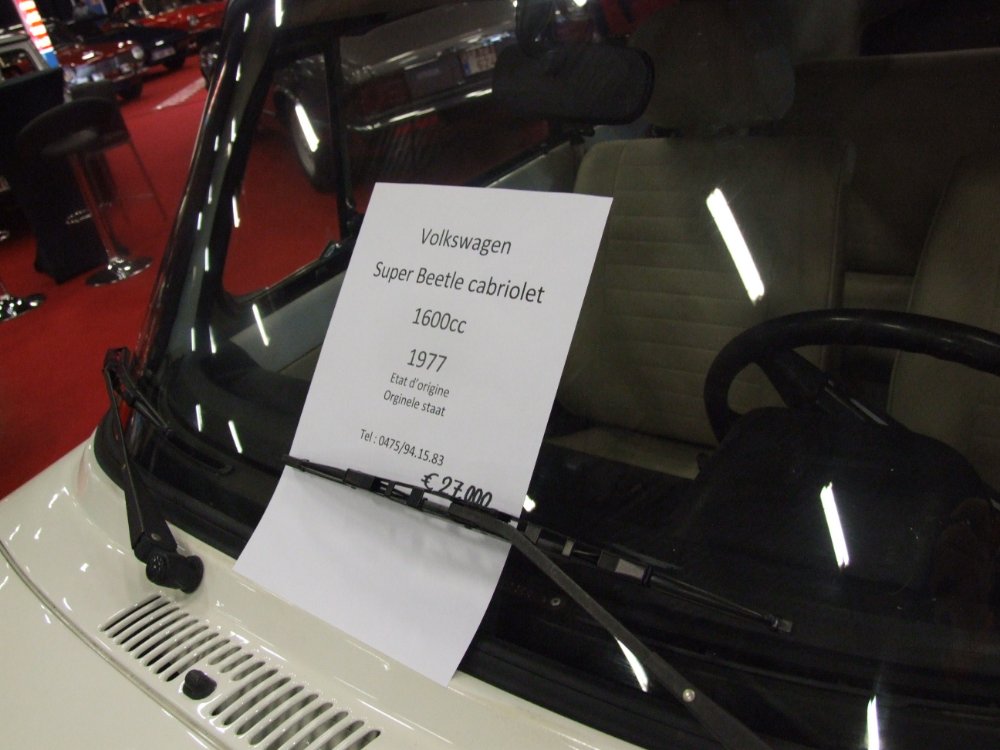 Volkswagen
Super Beetle cabriolet
1600cc
1977
Etat d'origine
Orginele staat
Tel : 0475/94.15.83
€ 27.000